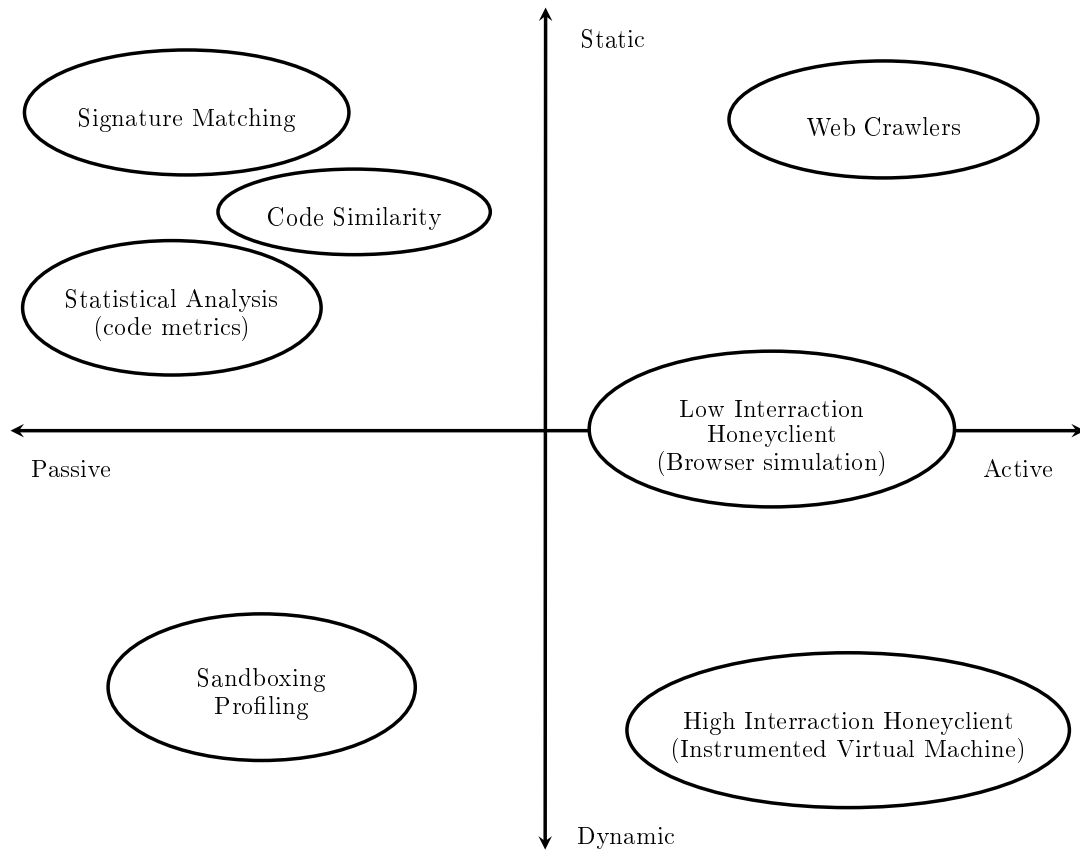 Static
Signature Matching
Web Crawlers
Code Similarity
Statistical Analysis
(code metrics)
Low Interraction
Honeyclient
(Browser simulation)
Passive
Active
Sandboxing
Profiling
High Interraction Honeyclient
(Instrumented Virtual Machine)
Dynamic